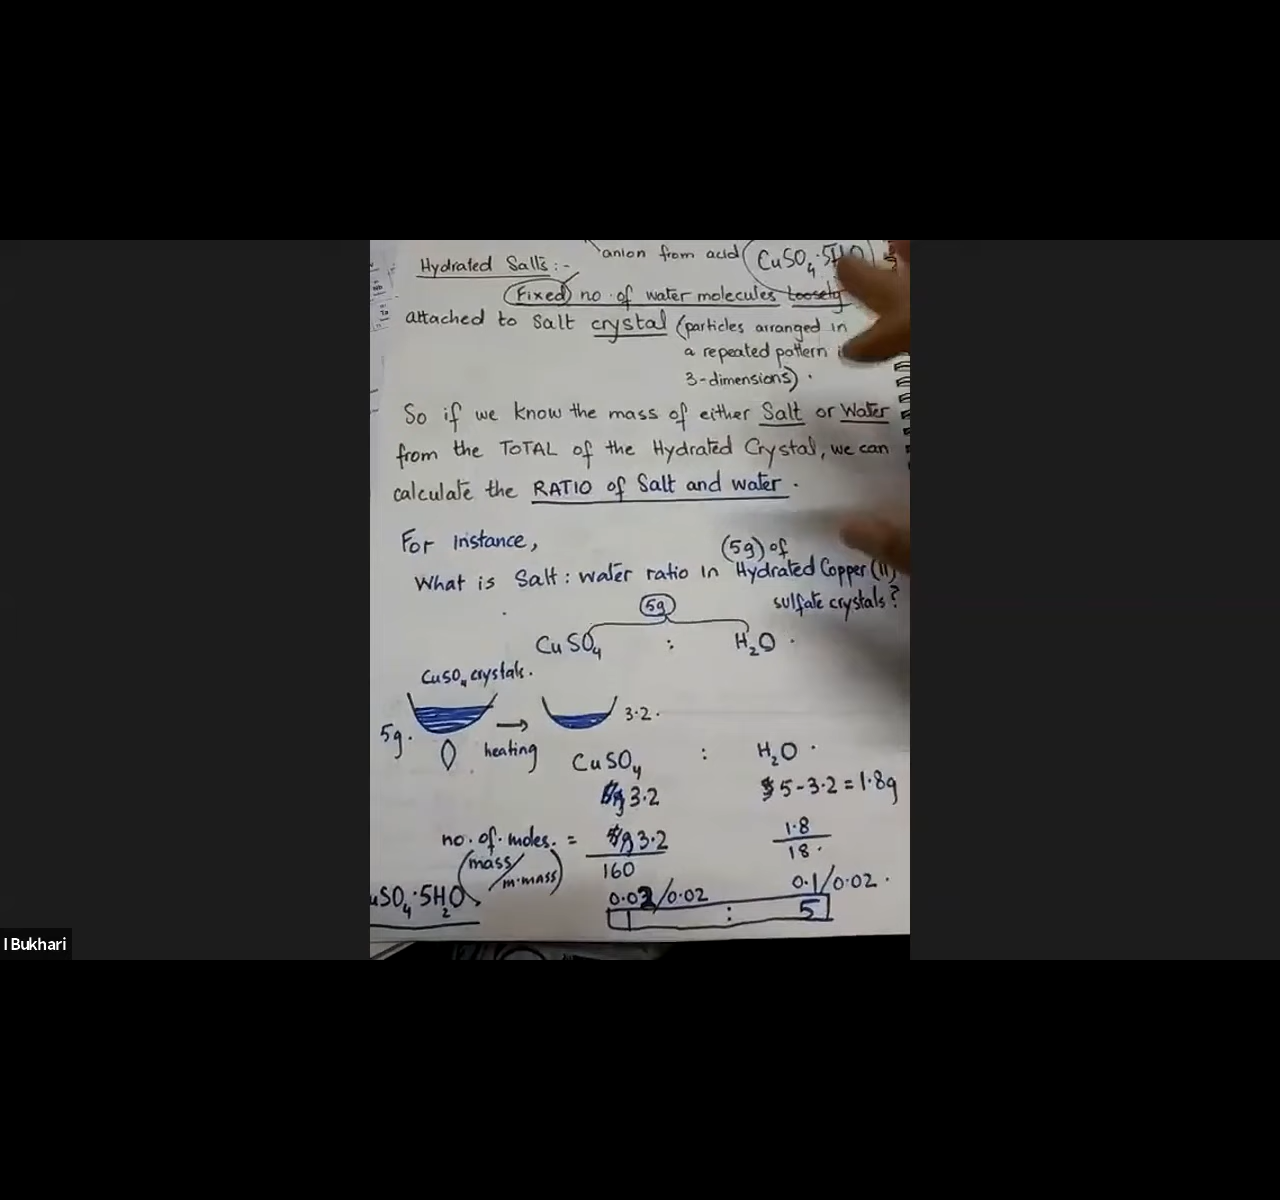 anion from acid
CuSO4.5H2O
Hydrated Salts:-
Fixed no. of water molecules loosely
attached to Salt crystal (particles arranged in
a repeated pattern
3-dimensions).
So if we know the mass of either Salt or Water
from the TOTAL of the Hydrated Crystal, we can
calculate the RATIO of Salt and water.
For instance,
(5g) of
What is Salt : water ratio in Hydrated Copper (II)
sulfate crystals?
5g
CuSO4 : H2O.
CuSO4 crystals.
5g. → heating 3.2.
CuSO4 : H2O.
3.2 5-3.2=1.8g
no. of. moles. = 3.2/160 1.8/18.
(mass/m.mass)
0.02/0.02 0.1/0.02.
uSO4.5H2O
1 : 5
I Bukhari